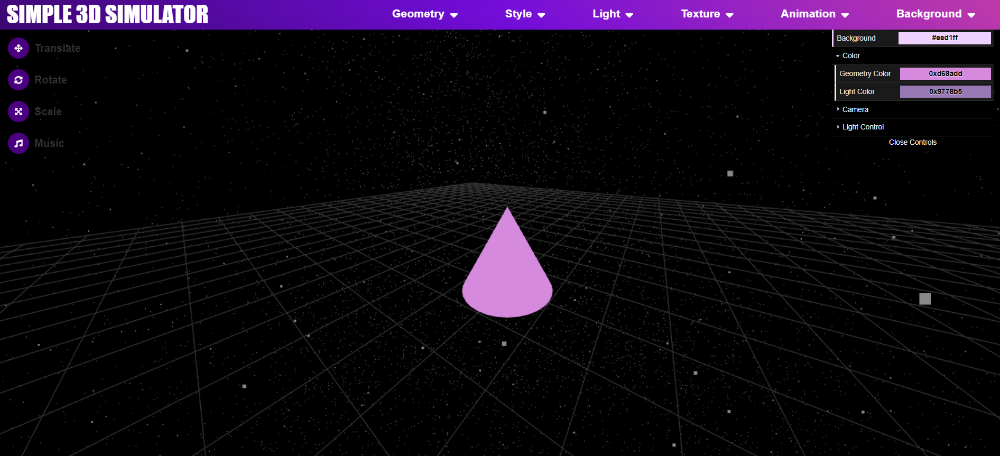 SIMPLE 3D SIMULATOR
Geometry Style Light Texture Animation Background
Translate
Rotate
Scale
Music
Background #eed1ff
Color
Geometry Color 0xd68add
Light Color 0x9778b5
Camera
Light Control
Close Controls